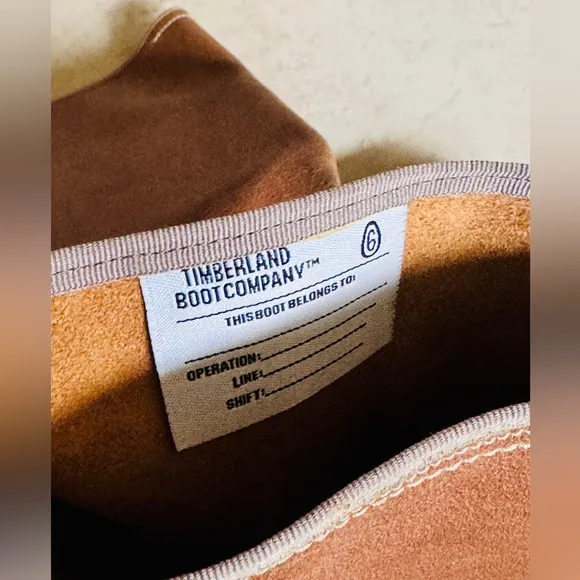 6
TIMBERLAND
BOOTCOMPANY™
THIS BOOT BELONGS TO:
OPERATION:
LINE:
SHIFT: